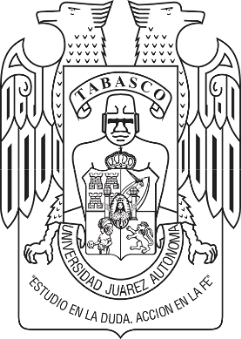 TABASCO
UNIVERSIDAD JUAREZ AUTONOMA
"ESTUDIO EN LA DUDA. ACCION EN LA FE"